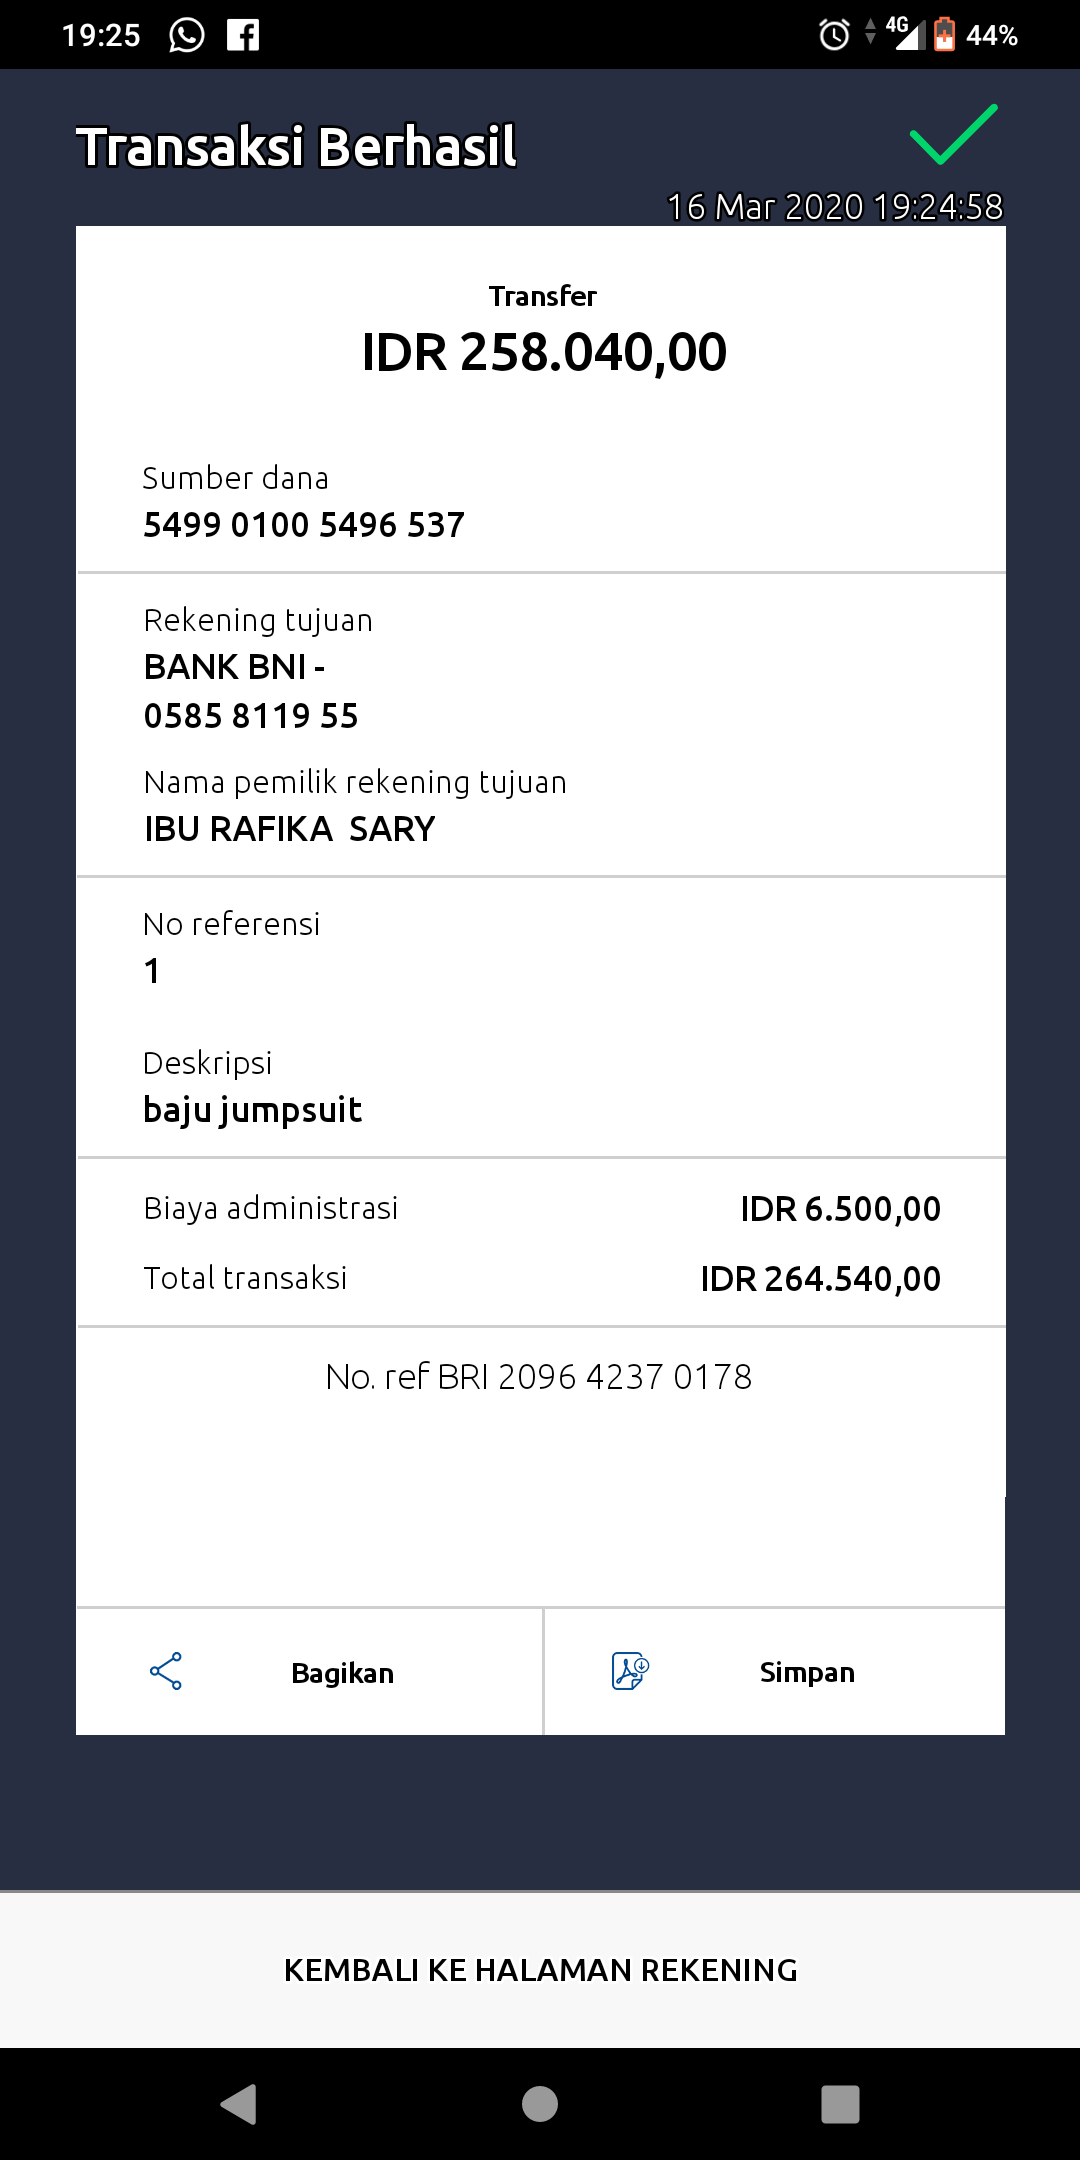 19:25 4G 44%
Transaksi Berhasil
16 Mar 2020 19:24:58
Transfer
IDR 258.040,00
Sumber dana
5499 0100 5496 537
Rekening tujuan
BANK BNI -
0585 8119 55
Nama pemilik rekening tujuan
IBU RAFIKA  SARY
No referensi
1
Deskripsi
baju jumpsuit
Biaya administrasi IDR 6.500,00
Total transaksi IDR 264.540,00
No. ref BRI 2096 4237 0178
Bagikan Simpan
KEMBALI KE HALAMAN REKENING